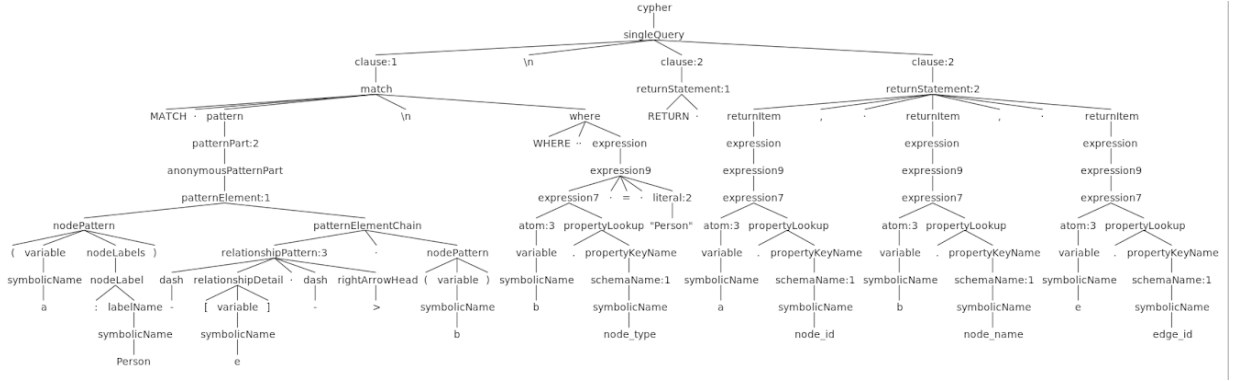 cypher
singleQuery
clause:1 \n clause:2 clause:2
match returnStatement:1 returnStatement:2
MATCH · pattern \n where RETURN · returnItem , · returnItem , · returnItem
patternPart:2 WHERE ·· expression expression expression expression
anonymousPatternPart expression9 expression9 expression9 expression9
patternElement:1 expression7 · = · literal:2 expression7 expression7 expression7
nodePattern patternElementChain atom:3 propertyLookup "Person" atom:3 propertyLookup atom:3 propertyLookup atom:3 propertyLookup
( variable nodeLabels ) relationshipPattern:3 · nodePattern variable . propertyKeyName variable . propertyKeyName variable . propertyKeyName variable . propertyKeyName
symbolicName nodeLabel dash relationshipDetail · dash rightArrowHead ( variable ) symbolicName schemaName:1 symbolicName schemaName:1 symbolicName schemaName:1 symbolicName schemaName:1
a : labelName - [ variable ] - > symbolicName b symbolicName a symbolicName b symbolicName e symbolicName
symbolicName symbolicName b node_type node_id node_name edge_id
Person e